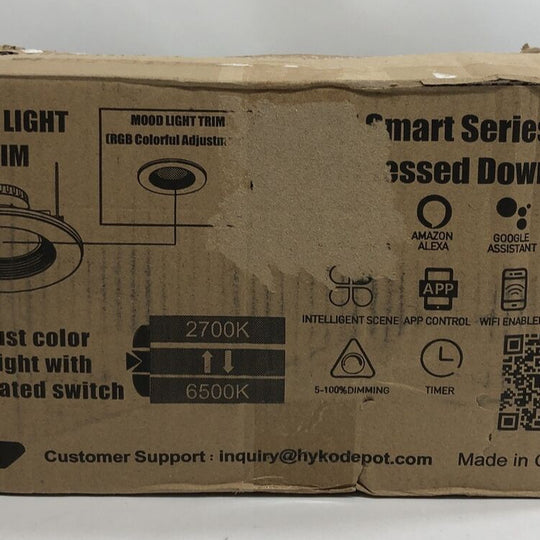 LIGHT
IM
MOOD LIGHT TRIM
(RGB Colorful Adjustm
Smart Series
essed Down
AMAZON
ALEXA
GOOGLE
ASSISTANT
APP
INTELLIGENT SCENE
APP CONTROL
WIFI ENABLE
ust color
ight with
ated switch
2700K
6500K
5-100%DIMMING
TIMER
Customer Support : inquiry@hykodepot.com
Made in C